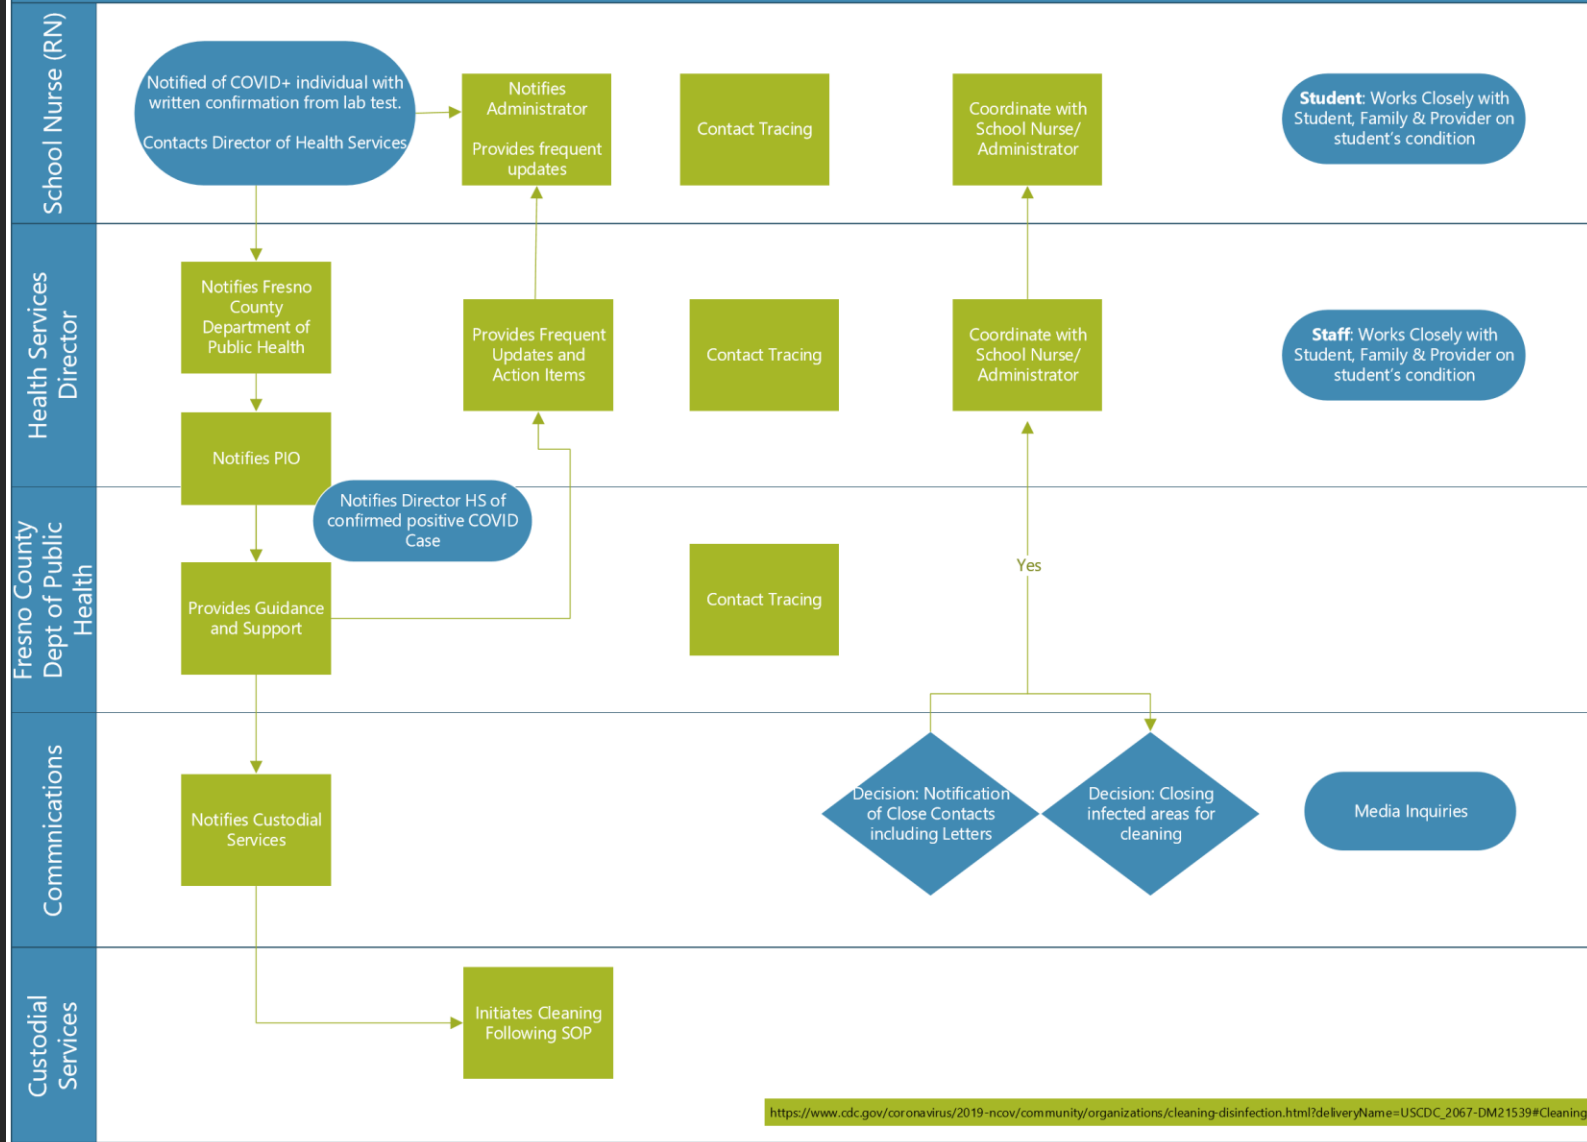 School Nurse (RN)
Notified of COVID+ individual with
written confirmation from lab test.
Contacts Director of Health Services
Notifies
Administrator
Provides frequent
updates
Contact Tracing
Coordinate with
School Nurse/
Administrator
Student: Works Closely with
Student, Family & Provider on
student's condition
Health Services
Director
Notifies Fresno
County
Department of
Public Health
Notifies PIO
Provides Frequent
Updates and
Action Items
Contact Tracing
Coordinate with
School Nurse/
Administrator
Staff: Works Closely with
Student, Family & Provider on
student's condition
Fresno County
Dept of Public
Health
Notifies Director HS of
confirmed positive COVID
Case
Provides Guidance
and Support
Contact Tracing
Yes
Commnications
Notifies Custodial
Services
Decision: Notification
of Close Contacts
including Letters
Decision: Closing
infected areas for
cleaning
Media Inquiries
Custodial
Services
Initiates Cleaning
Following SOP
https://www.cdc.gov/coronavirus/2019-ncov/community/organizations/cleaning-disinfection.html?deliveryName=USCDC_2067-DM21539#Cleaning